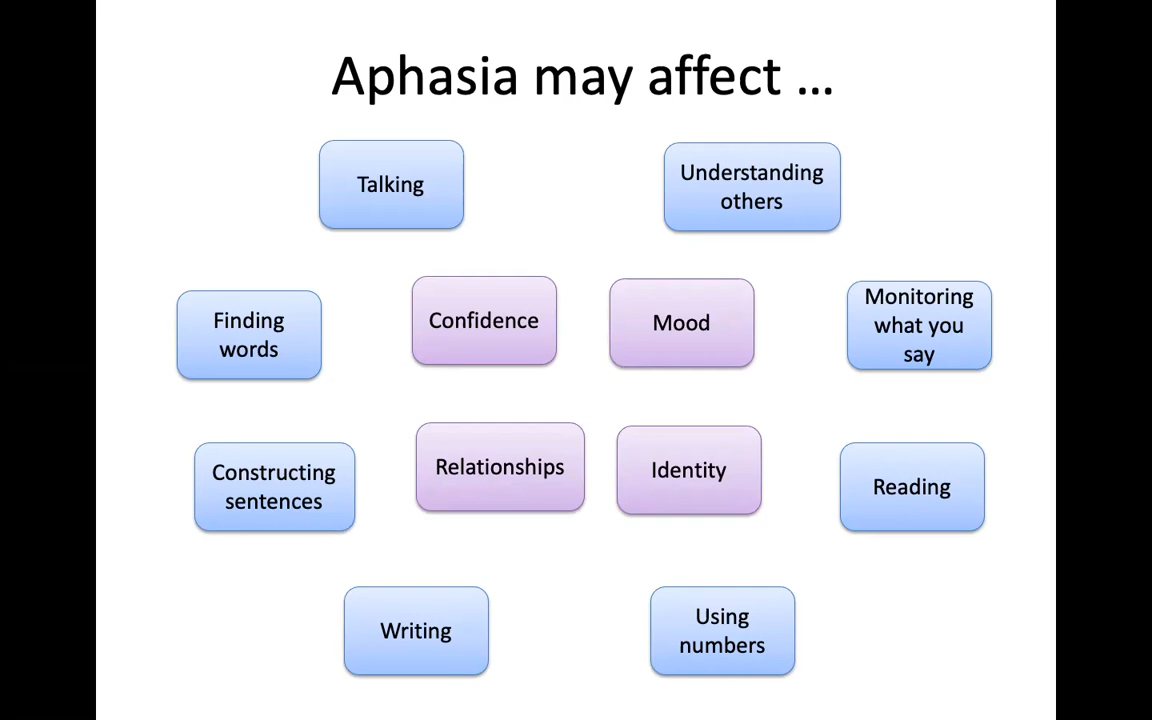 Aphasia may affect ...
Talking
Understanding
others
Finding
words
Confidence
Mood
Monitoring
what you
say
Constructing
sentences
Relationships
Identity
Reading
Writing
Using
numbers